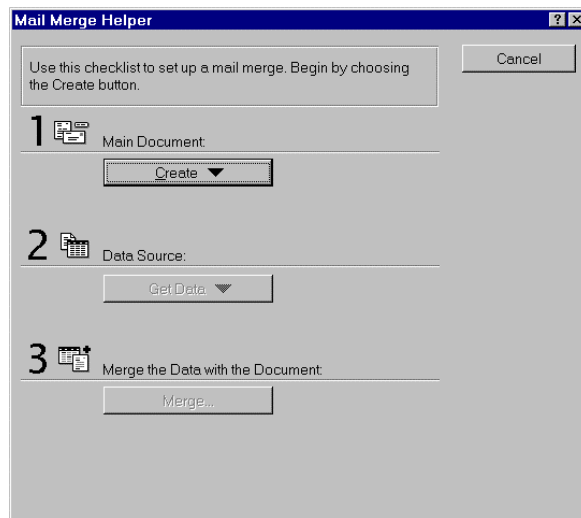 Mail Merge Helper
Use this checklist to set up a mail merge. Begin by choosing
the Create button.
Cancel
1
Main Document:
Create
2
Data Source:
Get Data
3
Merge the Data with the Document:
Merge...